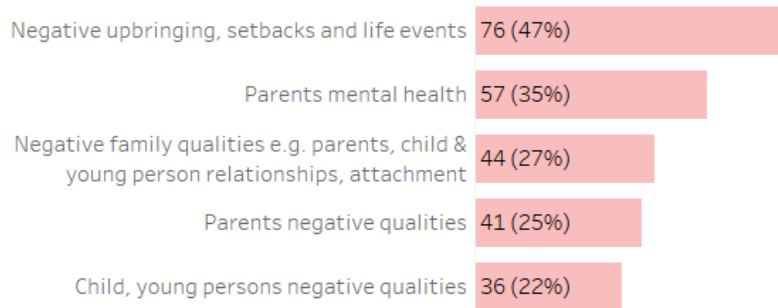 Negative upbringing, setbacks and life events 76 (47%)
Parents mental health 57 (35%)
Negative family qualities e.g. parents, child &
young person relationships, attachment 44 (27%)
Parents negative qualities 41 (25%)
Child, young persons negative qualities 36 (22%)